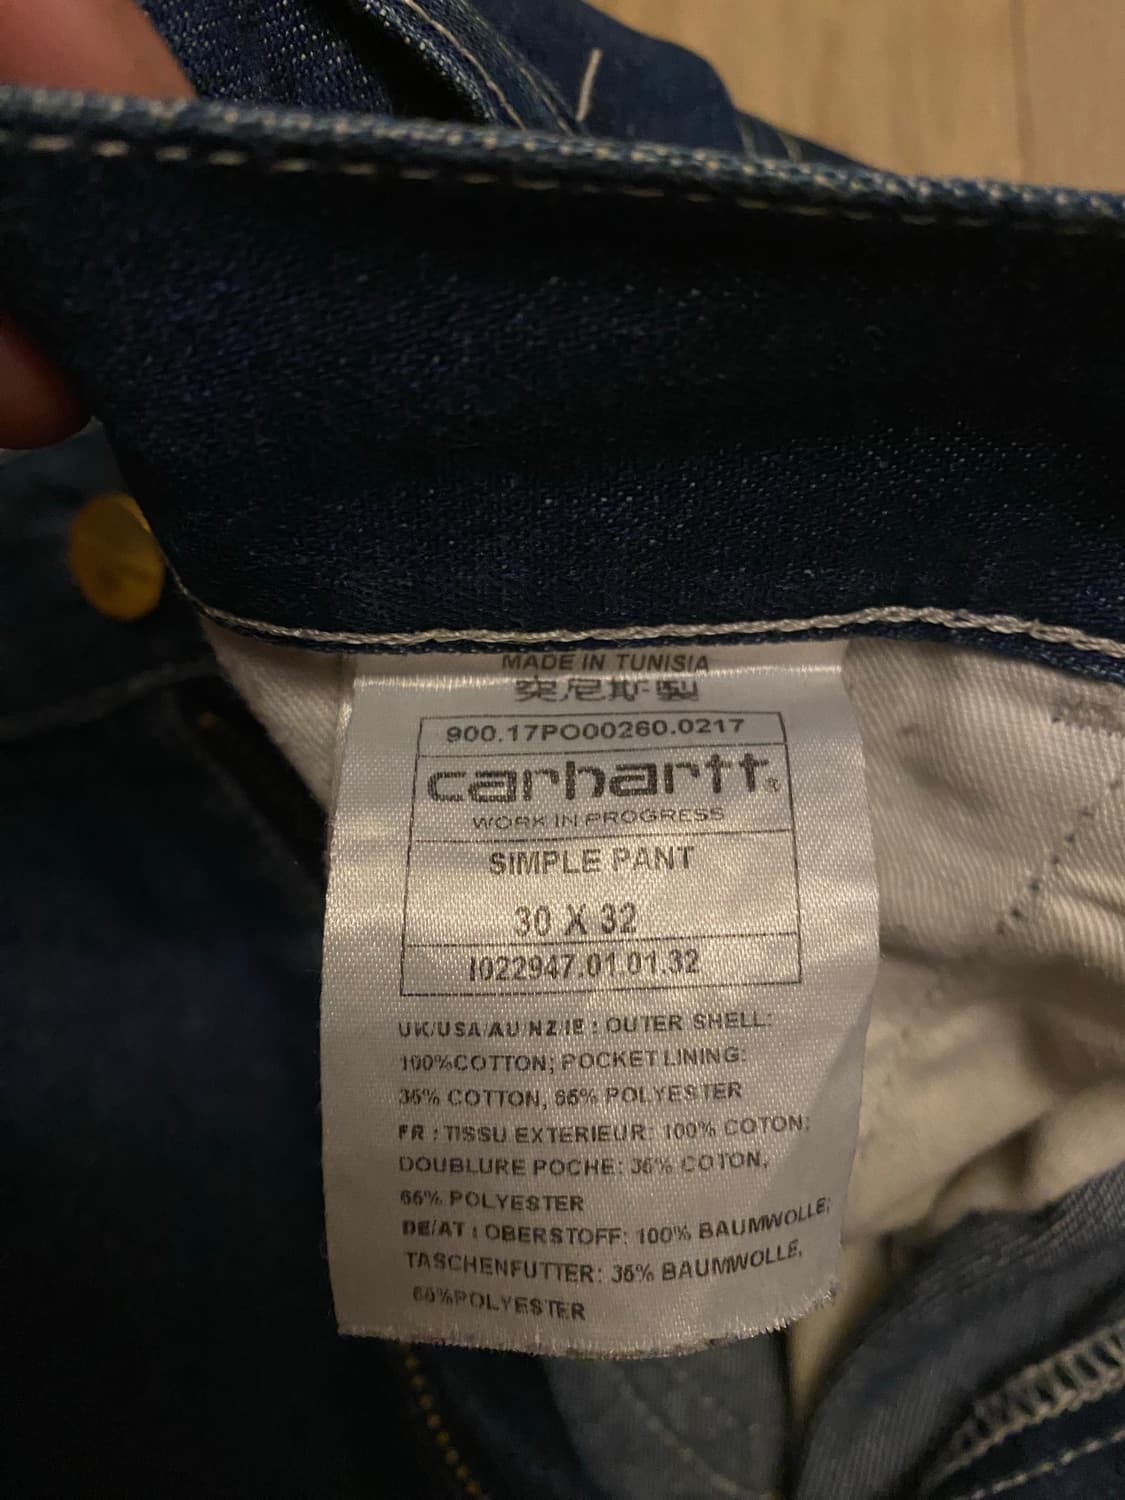 MADE IN TUNISIA
突尼斯製
900.17PO00260.0217
carhartt®
WORK IN PROGRESS
SIMPLE PANT
30 X 32
I022947.01.01.32
UK/USA/AU/NZ/IE : OUTER SHELL:
100%COTTON; POCKET LINING:
35% COTTON, 65% POLYESTER
FR : TISSU EXTERIEUR: 100% COTON;
DOUBLURE POCHE: 35% COTON,
65% POLYESTER
DE/AT : OBERSTOFF: 100% BAUMWOLLE;
TASCHENFUTTER: 35% BAUMWOLLE,
65%POLYESTER